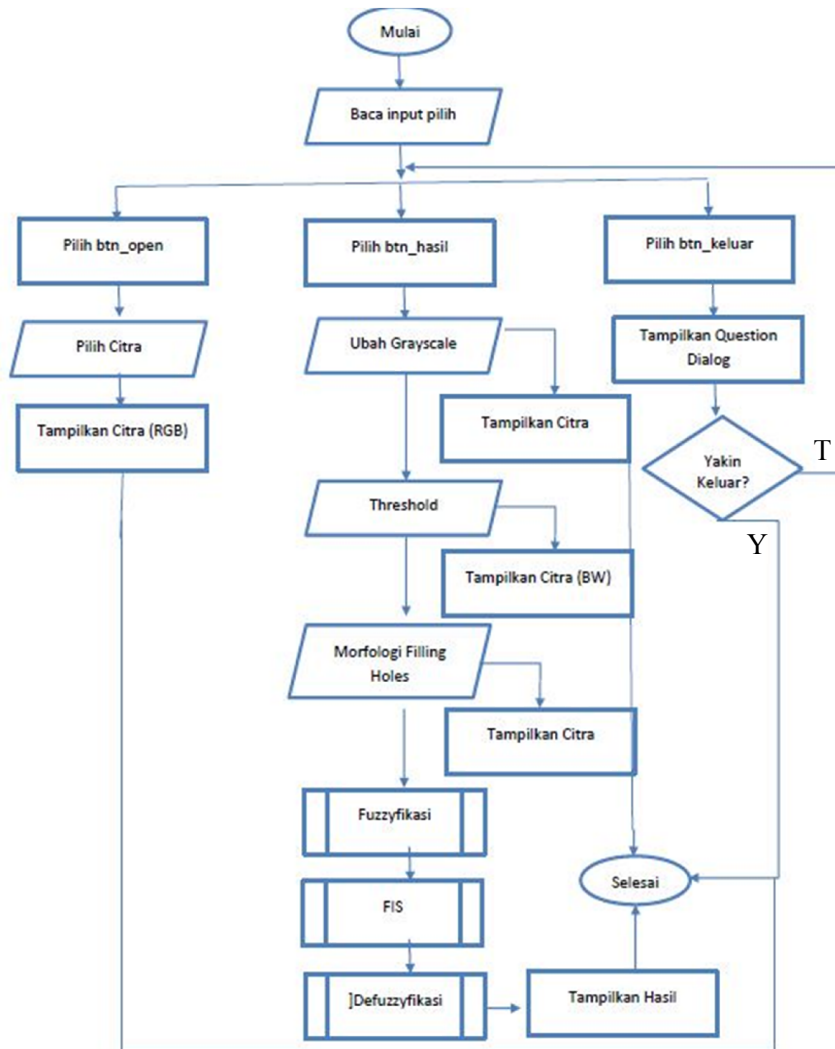 Mulai
Baca input pilih
Pilih btn_open
Pilih btn_hasil
Pilih btn_keluar
Pilih Citra
Ubah Grayscale
Tampilkan Question
Dialog
Tampilkan Citra (RGB)
Tampilkan Citra
Yakin
Keluar?
T
Y
Threshold
Tampilkan Citra (BW)
Morfologi Filling
Holes
Tampilkan Citra
Fuzzyfikasi
FIS
Selesai
]Defuzzyfikasi
Tampilkan Hasil